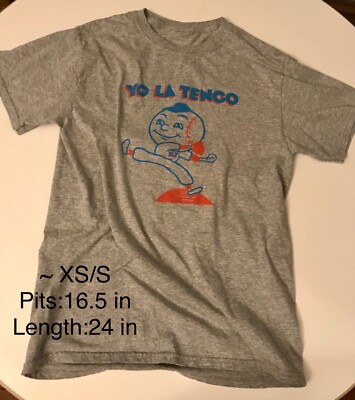 YO LA TENGO
~ XS/S
Pits:16.5 in
Length:24 in